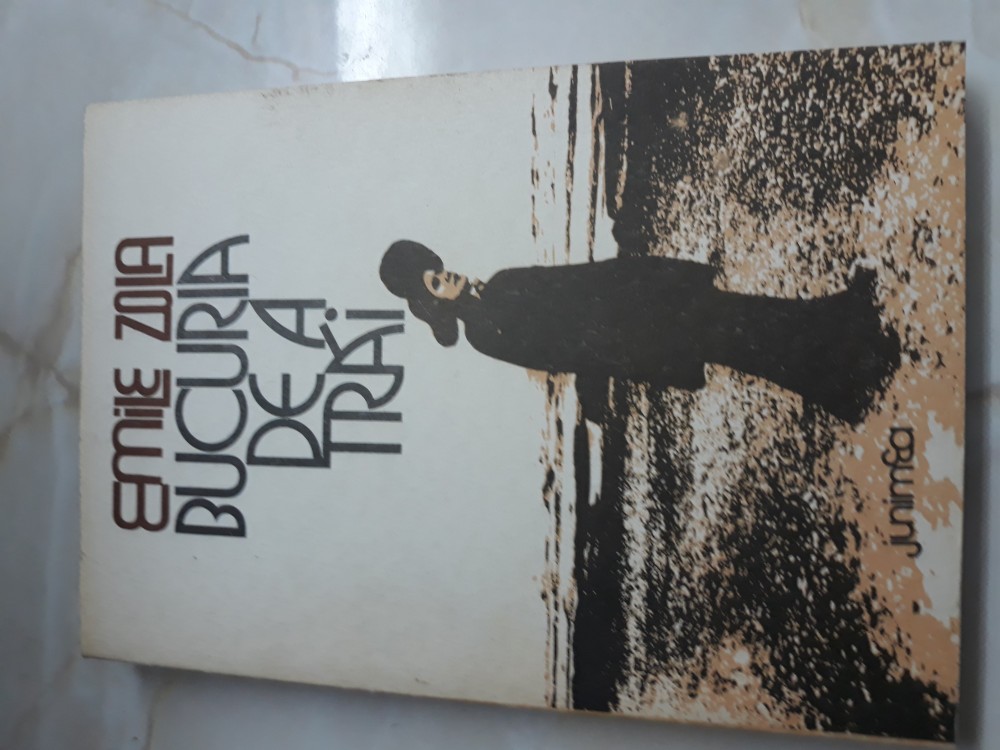 EMILE ZOLA
BUCURIA
DE A
TRĂI
junimea